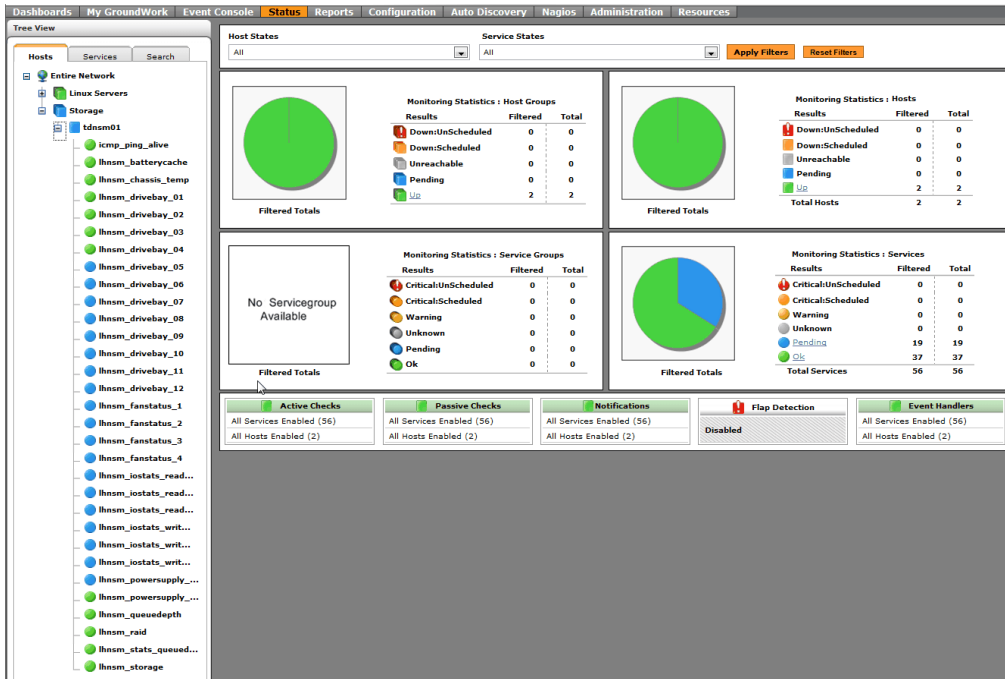 Dashboards My GroundWork Event Console Status Reports Configuration Auto Discovery Nagios Administration Resources
Tree View
Hosts Services Search
Entire Network
Linux Servers
Storage
tdnsm01
icmp_ping_alive
lhnsm_batterycache
lhnsm_chassis_temp
lhnsm_drivebay_01
lhnsm_drivebay_02
lhnsm_drivebay_03
lhnsm_drivebay_04
lhnsm_drivebay_05
lhnsm_drivebay_06
lhnsm_drivebay_07
lhnsm_drivebay_08
lhnsm_drivebay_09
lhnsm_drivebay_10
lhnsm_drivebay_11
lhnsm_drivebay_12
lhnsm_fanstatus_1
lhnsm_fanstatus_2
lhnsm_fanstatus_3
lhnsm_fanstatus_4
lhnsm_iostats_read...
lhnsm_iostats_read...
lhnsm_iostats_read...
lhnsm_iostats_writ...
lhnsm_iostats_writ...
lhnsm_iostats_writ...
lhnsm_powersupply_...
lhnsm_powersupply_...
lhnsm_queuedepth
lhnsm_raid
lhnsm_stats_queued...
lhnsm_storage
Host States Service States
All All Apply Filters Reset Filters
Monitoring Statistics : Host Groups
Results Filtered Total
Down:UnScheduled 0 0
Down:Scheduled 0 0
Unreachable 0 0
Pending 0 0
Up 2 2
Filtered Totals
Monitoring Statistics : Hosts
Results Filtered Total
Down:UnScheduled 0 0
Down:Scheduled 0 0
Unreachable 0 0
Pending 0 0
Up 2 2
Total Hosts 2 2
Filtered Totals
No Servicegroup
Available
Filtered Totals
Monitoring Statistics : Service Groups
Results Filtered Total
Critical:UnScheduled 0 0
Critical:Scheduled 0 0
Warning 0 0
Unknown 0 0
Pending 0 0
Ok 0 0
Monitoring Statistics : Services
Results Filtered Total
Critical:UnScheduled 0 0
Critical:Scheduled 0 0
Warning 0 0
Unknown 0 0
Pending 19 19
Ok 37 37
Total Services 56 56
Filtered Totals
Active Checks
All Services Enabled (56)
All Hosts Enabled (2)
Passive Checks
All Services Enabled (56)
All Hosts Enabled (2)
Notifications
All Services Enabled (56)
All Hosts Enabled (2)
Flap Detection
Disabled
Event Handlers
All Services Enabled (56)
All Hosts Enabled (2)